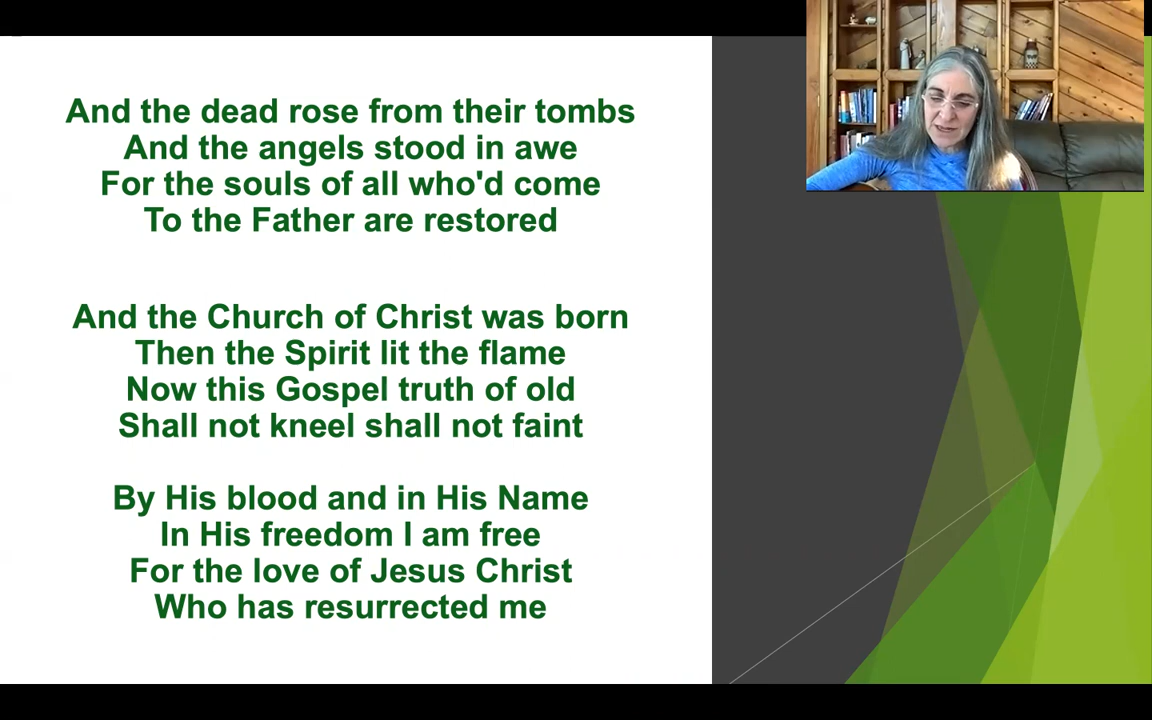 And the dead rose from their tombs
And the angels stood in awe
For the souls of all who'd come
To the Father are restored
And the Church of Christ was born
Then the Spirit lit the flame
Now this Gospel truth of old
Shall not kneel shall not faint
By His blood and in His Name
In His freedom I am free
For the love of Jesus Christ
Who has resurrected me